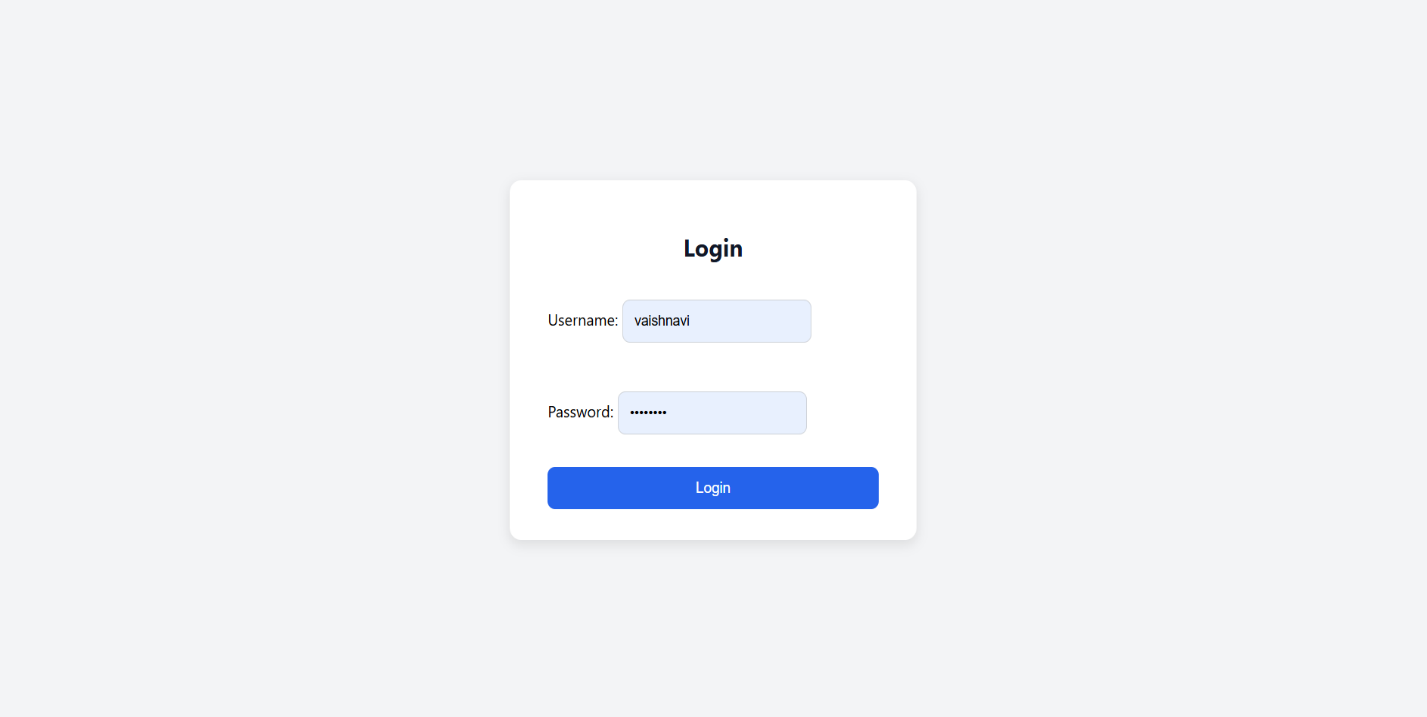 Login
Username: vaishnavi
Password: ••••••••
Login